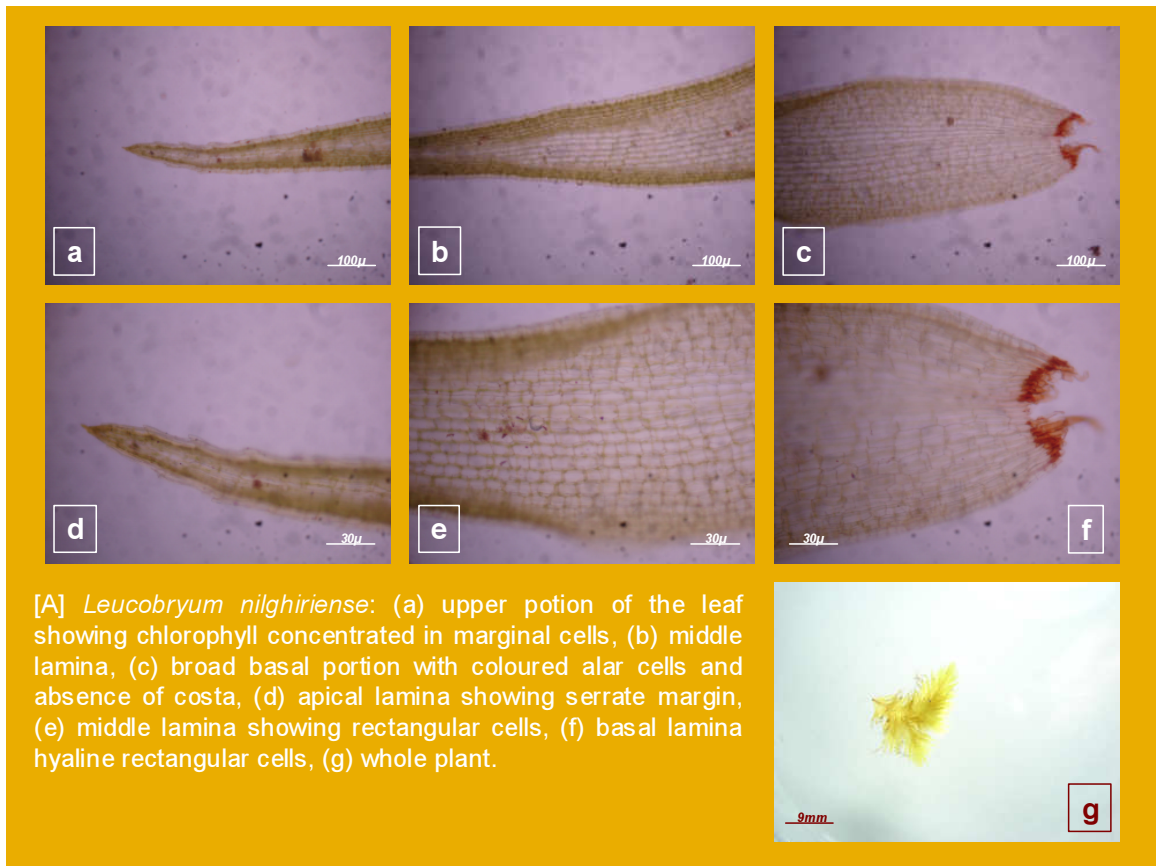 a
100µ
b
100µ
c
100µ
d
30µ
e
30µ
f
30µ
[A] Leucobryum nilghiriense: (a) upper potion of the leaf
showing chlorophyll concentrated in marginal cells, (b) middle
lamina, (c) broad basal portion with coloured alar cells and
absence of costa, (d) apical lamina showing serrate margin,
(e) middle lamina showing rectangular cells, (f) basal lamina
hyaline rectangular cells, (g) whole plant.
g
9mm